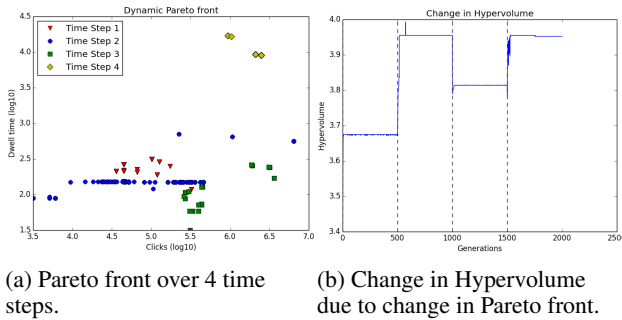 Dynamic Pareto front
Time Step 1
Time Step 2
Time Step 3
Time Step 4
Dwell time (log10)
4.5
4.0
3.5
3.0
2.5
2.0
1.5
3.5 4.0 4.5 5.0 5.5 6.0 6.5 7.0
Clicks (log10)
Change in Hypervolume
Hypervolume
4.0
3.9
3.8
3.7
3.6
3.5
3.4
0 500 1000 1500 2000 2500
Generations
(a) Pareto front over 4 time
steps.
(b) Change in Hypervolume
due to change in Pareto front.